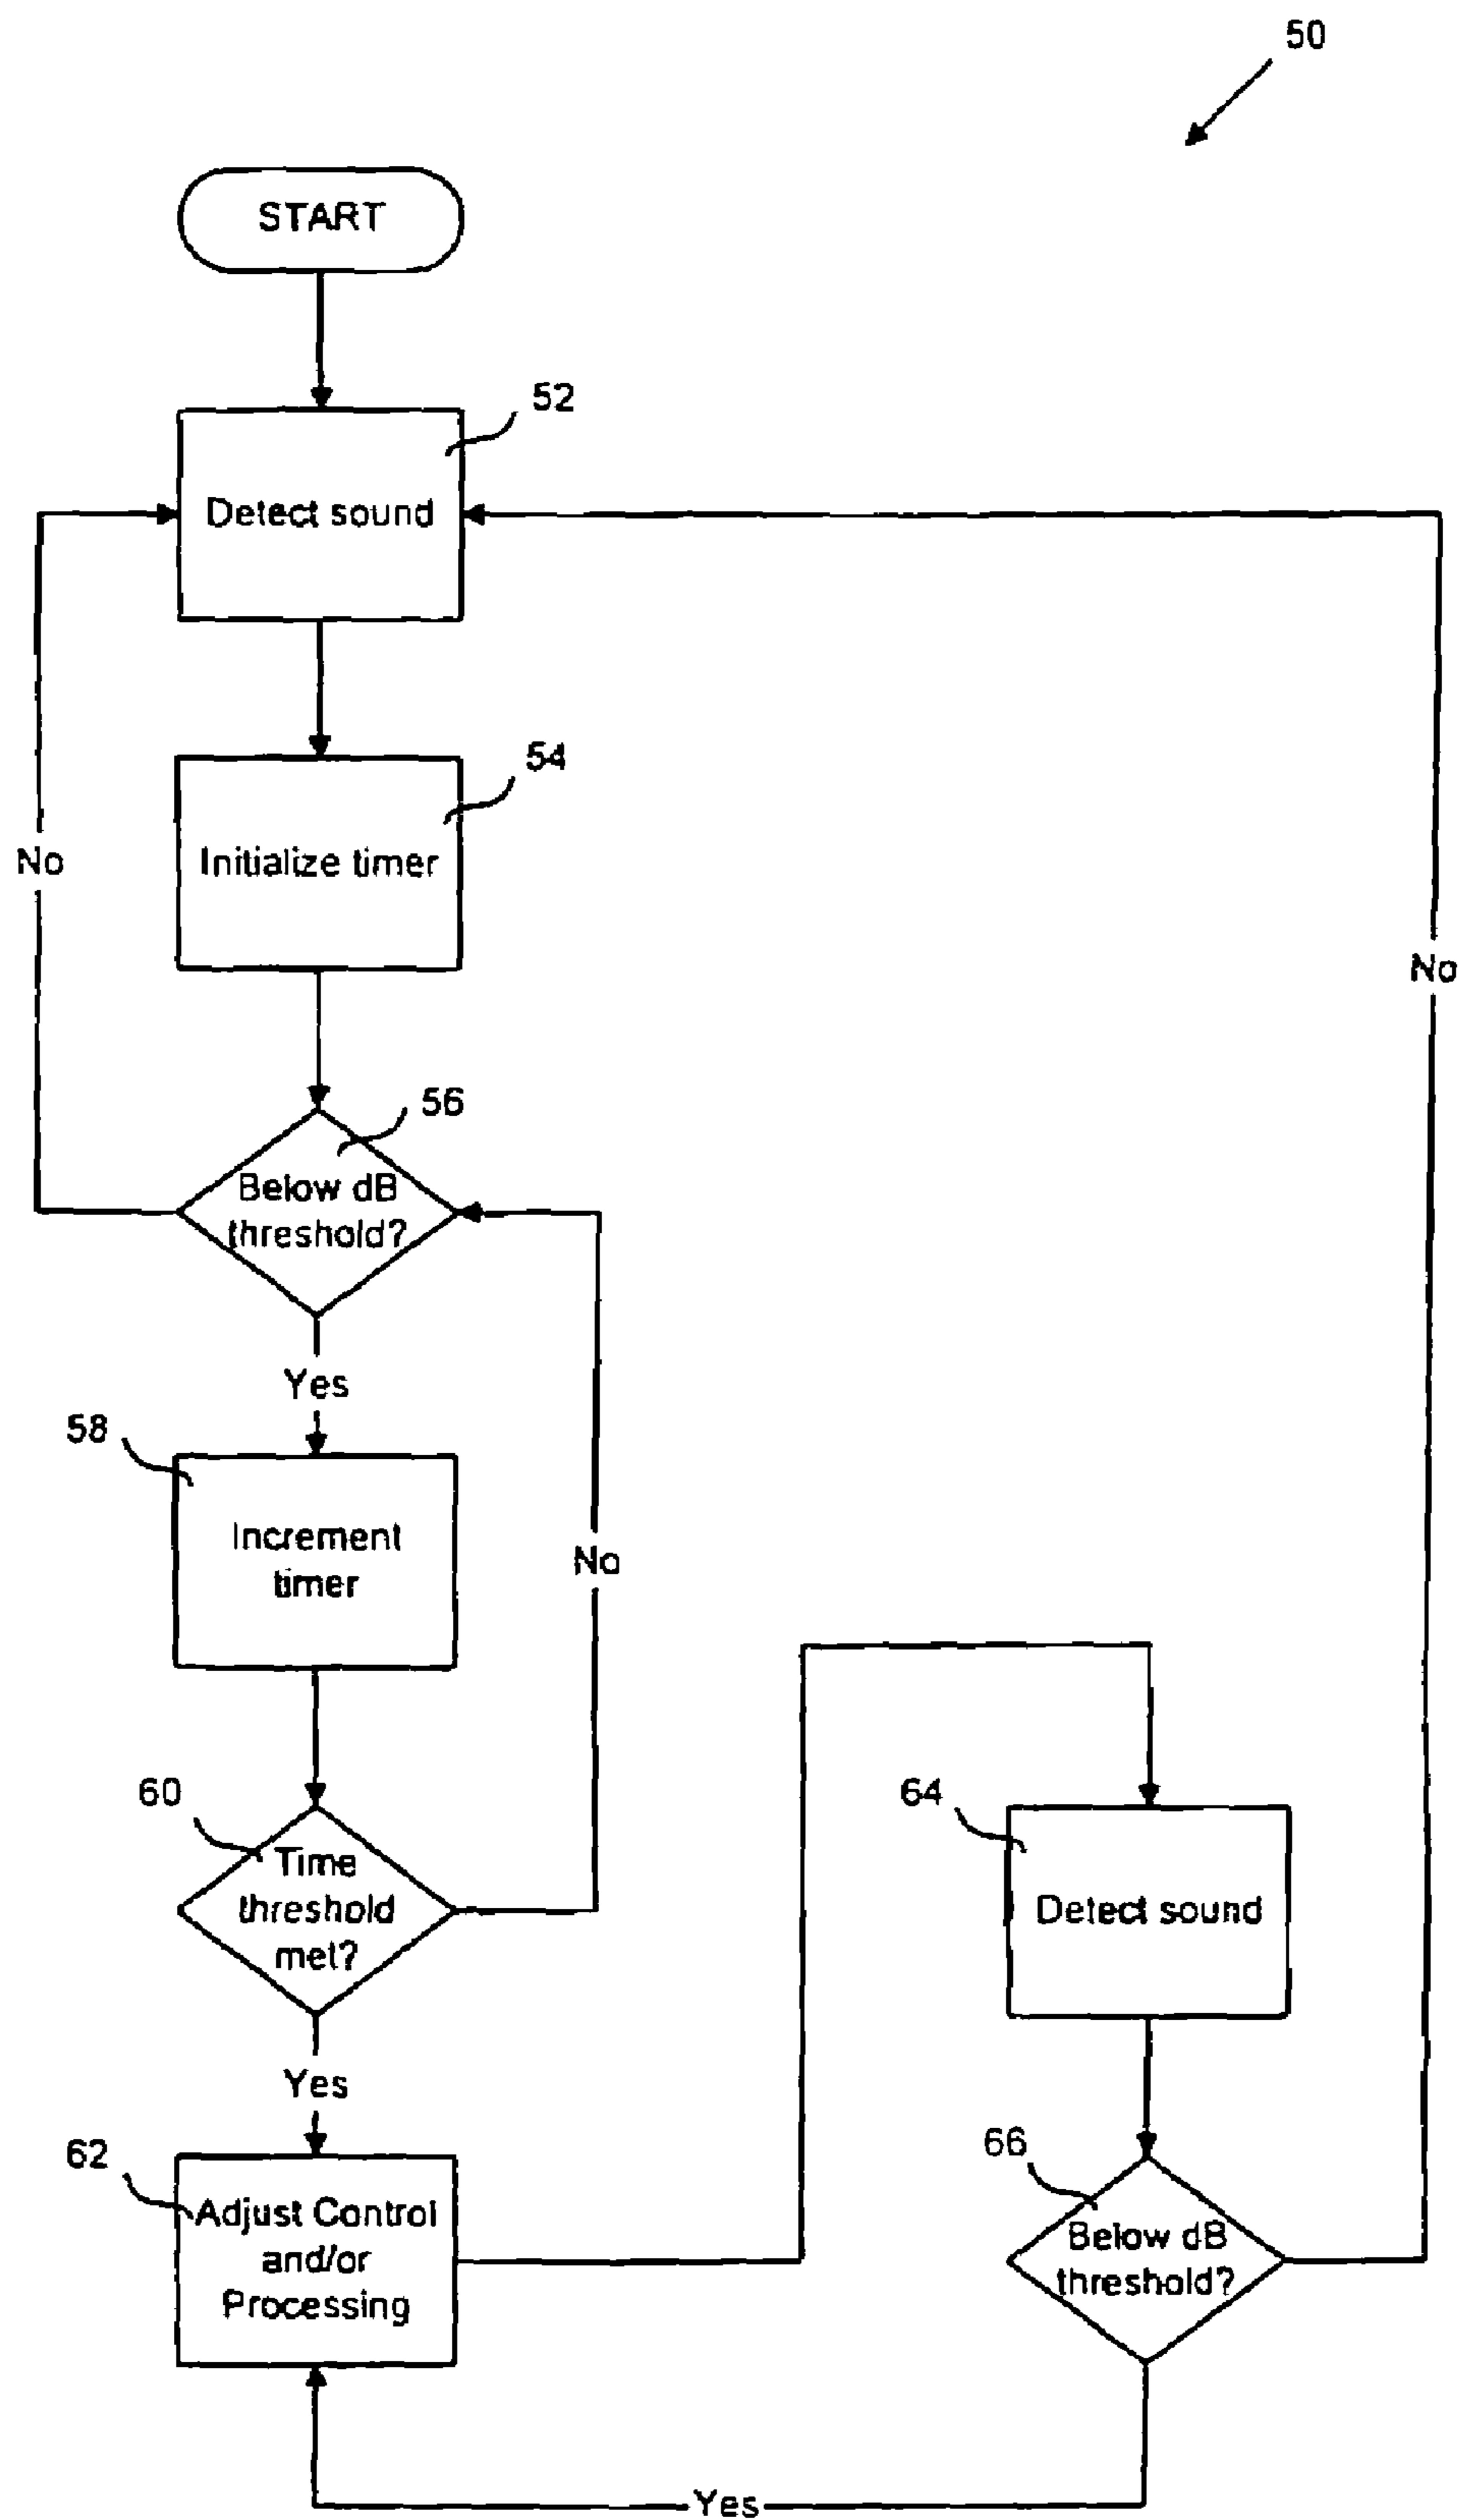 50
START
52
Detect sound
54
Initialize timer
No
No
56
Below dB
threshold?
Yes
58
Increment
timer
No
60
Time
threshold
met?
64
Detect sound
Yes
62
Adjust Control
and/or
Processing
66
Below dB
threshold?
Yes